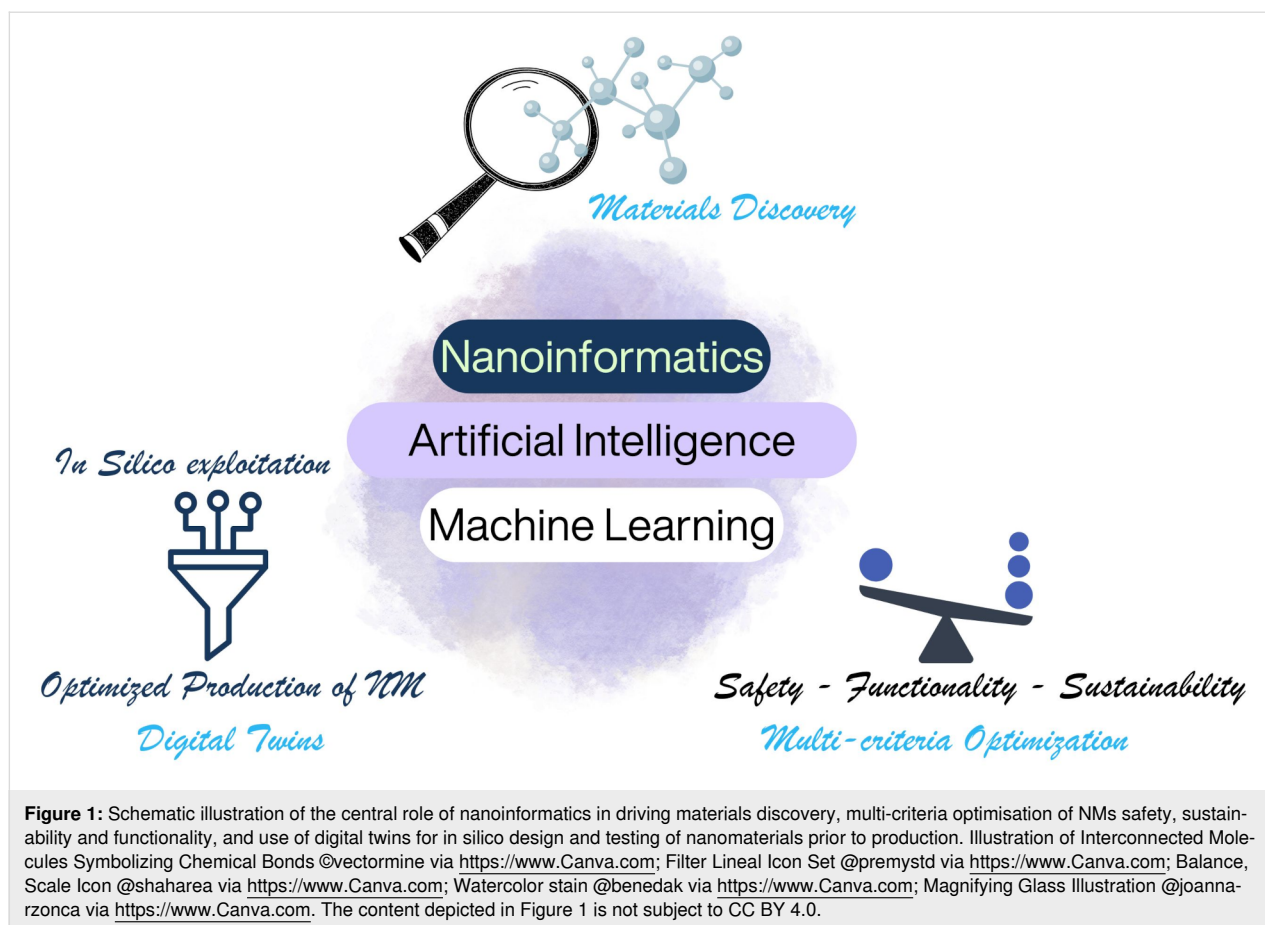 Materials Discovery
Nanoinformatics
Artificial Intelligence
Machine Learning
In Silico exploitation
Optimized Production of NM
Digital Twins
Safety - Functionality - Sustainability
Multi-criteria Optimization
Figure 1: Schematic illustration of the central role of nanoinformatics in driving materials discovery, multi-criteria optimisation of NMs safety, sustain-
ability and functionality, and use of digital twins for in silico design and testing of nanomaterials prior to production. Illustration of Interconnected Mole-
cules Symbolizing Chemical Bonds ©vectormine via https://www.Canva.com; Filter Lineal Icon Set @premystd via https://www.Canva.com; Balance,
Scale Icon @shaharea via https://www.Canva.com; Watercolor stain @benedak via https://www.Canva.com; Magnifying Glass Illustration @joanna-
rzonca via https://www.Canva.com. The content depicted in Figure 1 is not subject to CC BY 4.0.